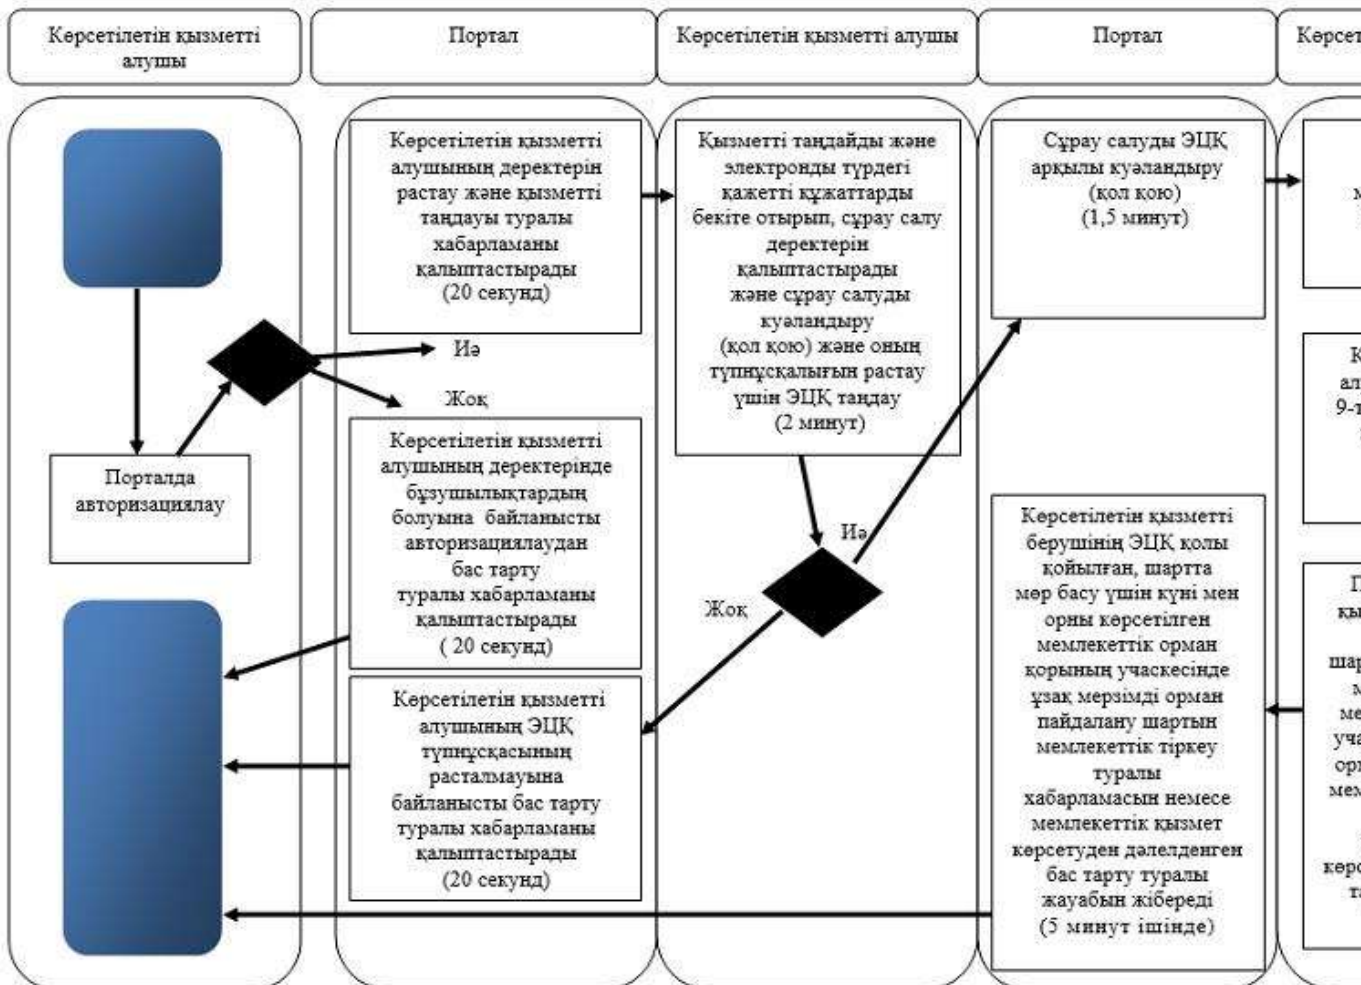 Көрсетілетін қызметті
алушы
Портал
Көрсетілетін қызметті алушы
Портал
Порталда
авторизациялау
Көрсетілетін қызметті
алушының деректерін
растау және қызметті
таңдауы туралы
хабарламаны
қалыптастырады
(20 секунд)
Иә
Жоқ
Көрсетілетін қызметті
алушының деректерінде
бұзушылықтардың
болуына байланысты
авторизациялаудан
бас тарту
туралы хабарламаны
қалыптастырады
( 20 секунд)
Көрсетілетін қызметті
алушының ЭЦҚ
түпнұсқасының
расталмауына
байланысты бас тарту
туралы хабарламаны
қалыптастырады
(20 секунд)
Қызметті таңдайды және
электронды түрдегі
қажетті құжаттарды
бекіте отырып, сұрау салу
деректерін
қалыптастырады
және сұрау салуды
куәландыру
(қол қою) және оның
түпнұсқалығын растау
үшін ЭЦҚ таңдау
(2 минут)
Иә
Жоқ
Сұрау салуды ЭЦҚ
арқылы куәландыру
(қол қою)
(1,5 минут)
Көрсетілетін қызметті
берушінің ЭЦҚ қолы
қойылған, шартта
мөр басу үшін күні мен
орны көрсетілген
мемлекеттік орман
қорының учаскесінде
ұзақ мерзімді орман
пайдалану шартын
мемлекеттік тіркеу
туралы
хабарламасын немесе
мемлекеттік қызмет
көрсетуден дәлелденген
бас тарту туралы
жауабын жібереді
(5 минут ішінде)